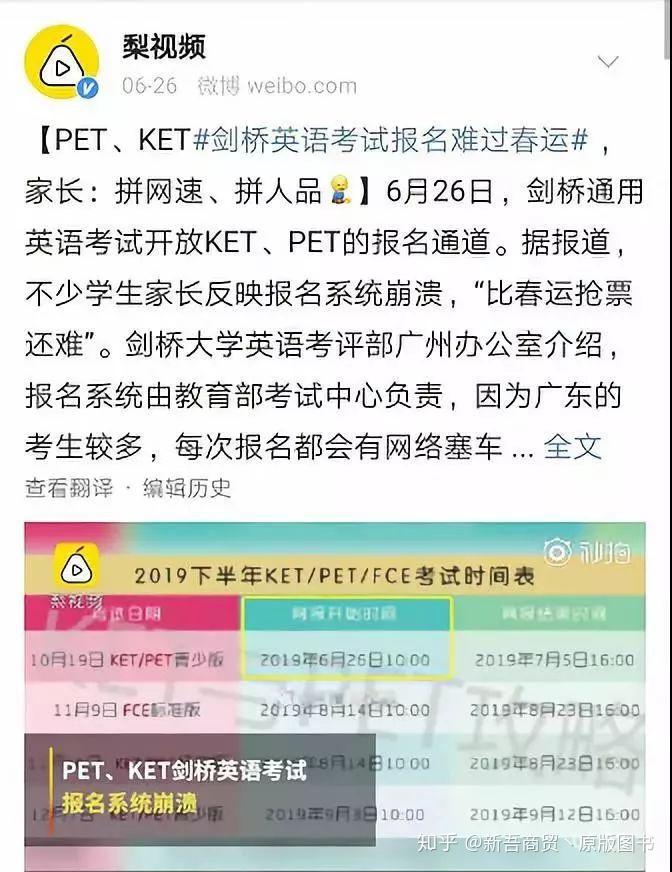 梨视频
06-26 微博 weibo.com
【PET、KET#剑桥英语考试报名难过春运#，
家长：拼网速、拼人品】6月26日，剑桥通用
英语考试开放KET、PET的报名通道。据报道，
不少学生家长反映报名系统崩溃，“比春运抢票
还难”。剑桥大学英语考评部广州办公室介绍，
报名系统由教育部考试中心负责，因为广东的
考生较多，每次报名都会有网络塞车 ... 全文
查看翻译 · 编辑历史
秒拍
2019下半年KET/PET/FCE考试时间表
梨视频
考试日期 网报开始时间 网报结束时间
10月19日 KET/PET青少版 2019年6月26日10:00 2019年7月5日16:00
11月9日 FCE标准版 2019年8月14日10:00 2019年8月23日16:00
年8月14日10:00 2019年8月23日16:00
PET、KET剑桥英语考试
报名系统崩溃
KET/PET青少版 2019年9月3日10:00 2019年9月12日16:00
KET与PET攻略
知乎 @新吾商贸丶原版图书